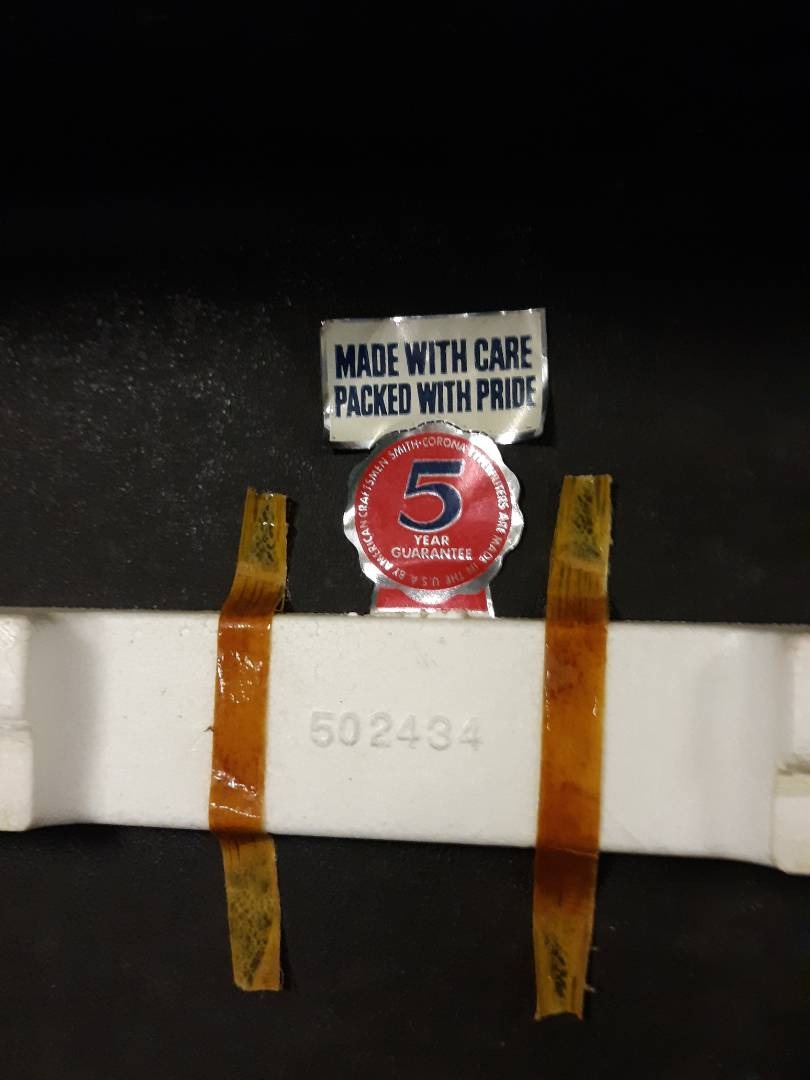 MADE WITH CARE
PACKED WITH PRIDE
BY AMERICAN CRAFTSMEN SMITH-CORONA TYPEWRITERS ARE MADE IN THE U.S.A.
5
YEAR
GUARANTEE
502434